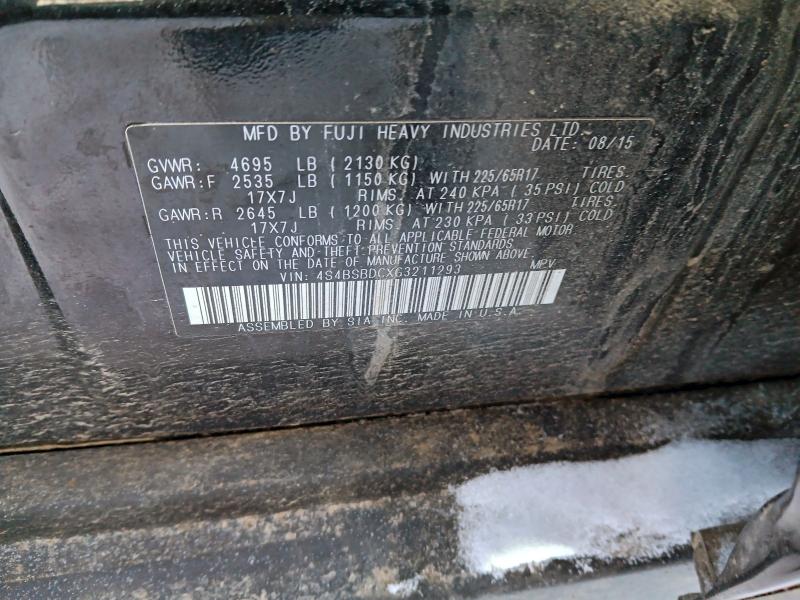 MFD BY FUJI HEAVY INDUSTRIES LTD.
DATE: 08/15
GVWR: 4695 LB (2130 KG)
GAWR:F 2535 LB (1150 KG) WITH 225/65R17 TIRES.
17X7J RIMS. AT 240 KPA (35 PSI) COLD
GAWR:R 2645 LB (1200 KG) WITH 225/65R17 TIRES.
17X7J RIMS. AT 230 KPA (33 PSI) COLD
THIS VEHICLE CONFORMS TO ALL APPLICABLE FEDERAL MOTOR
VEHICLE SAFETY AND THEFT PREVENTION STANDARDS
IN EFFECT ON THE DATE OF MANUFACTURE SHOWN ABOVE.
VIN: 4S4BSBDCXG3211293 MPV
ASSEMBLED BY SIA INC. MADE IN U.S.A.